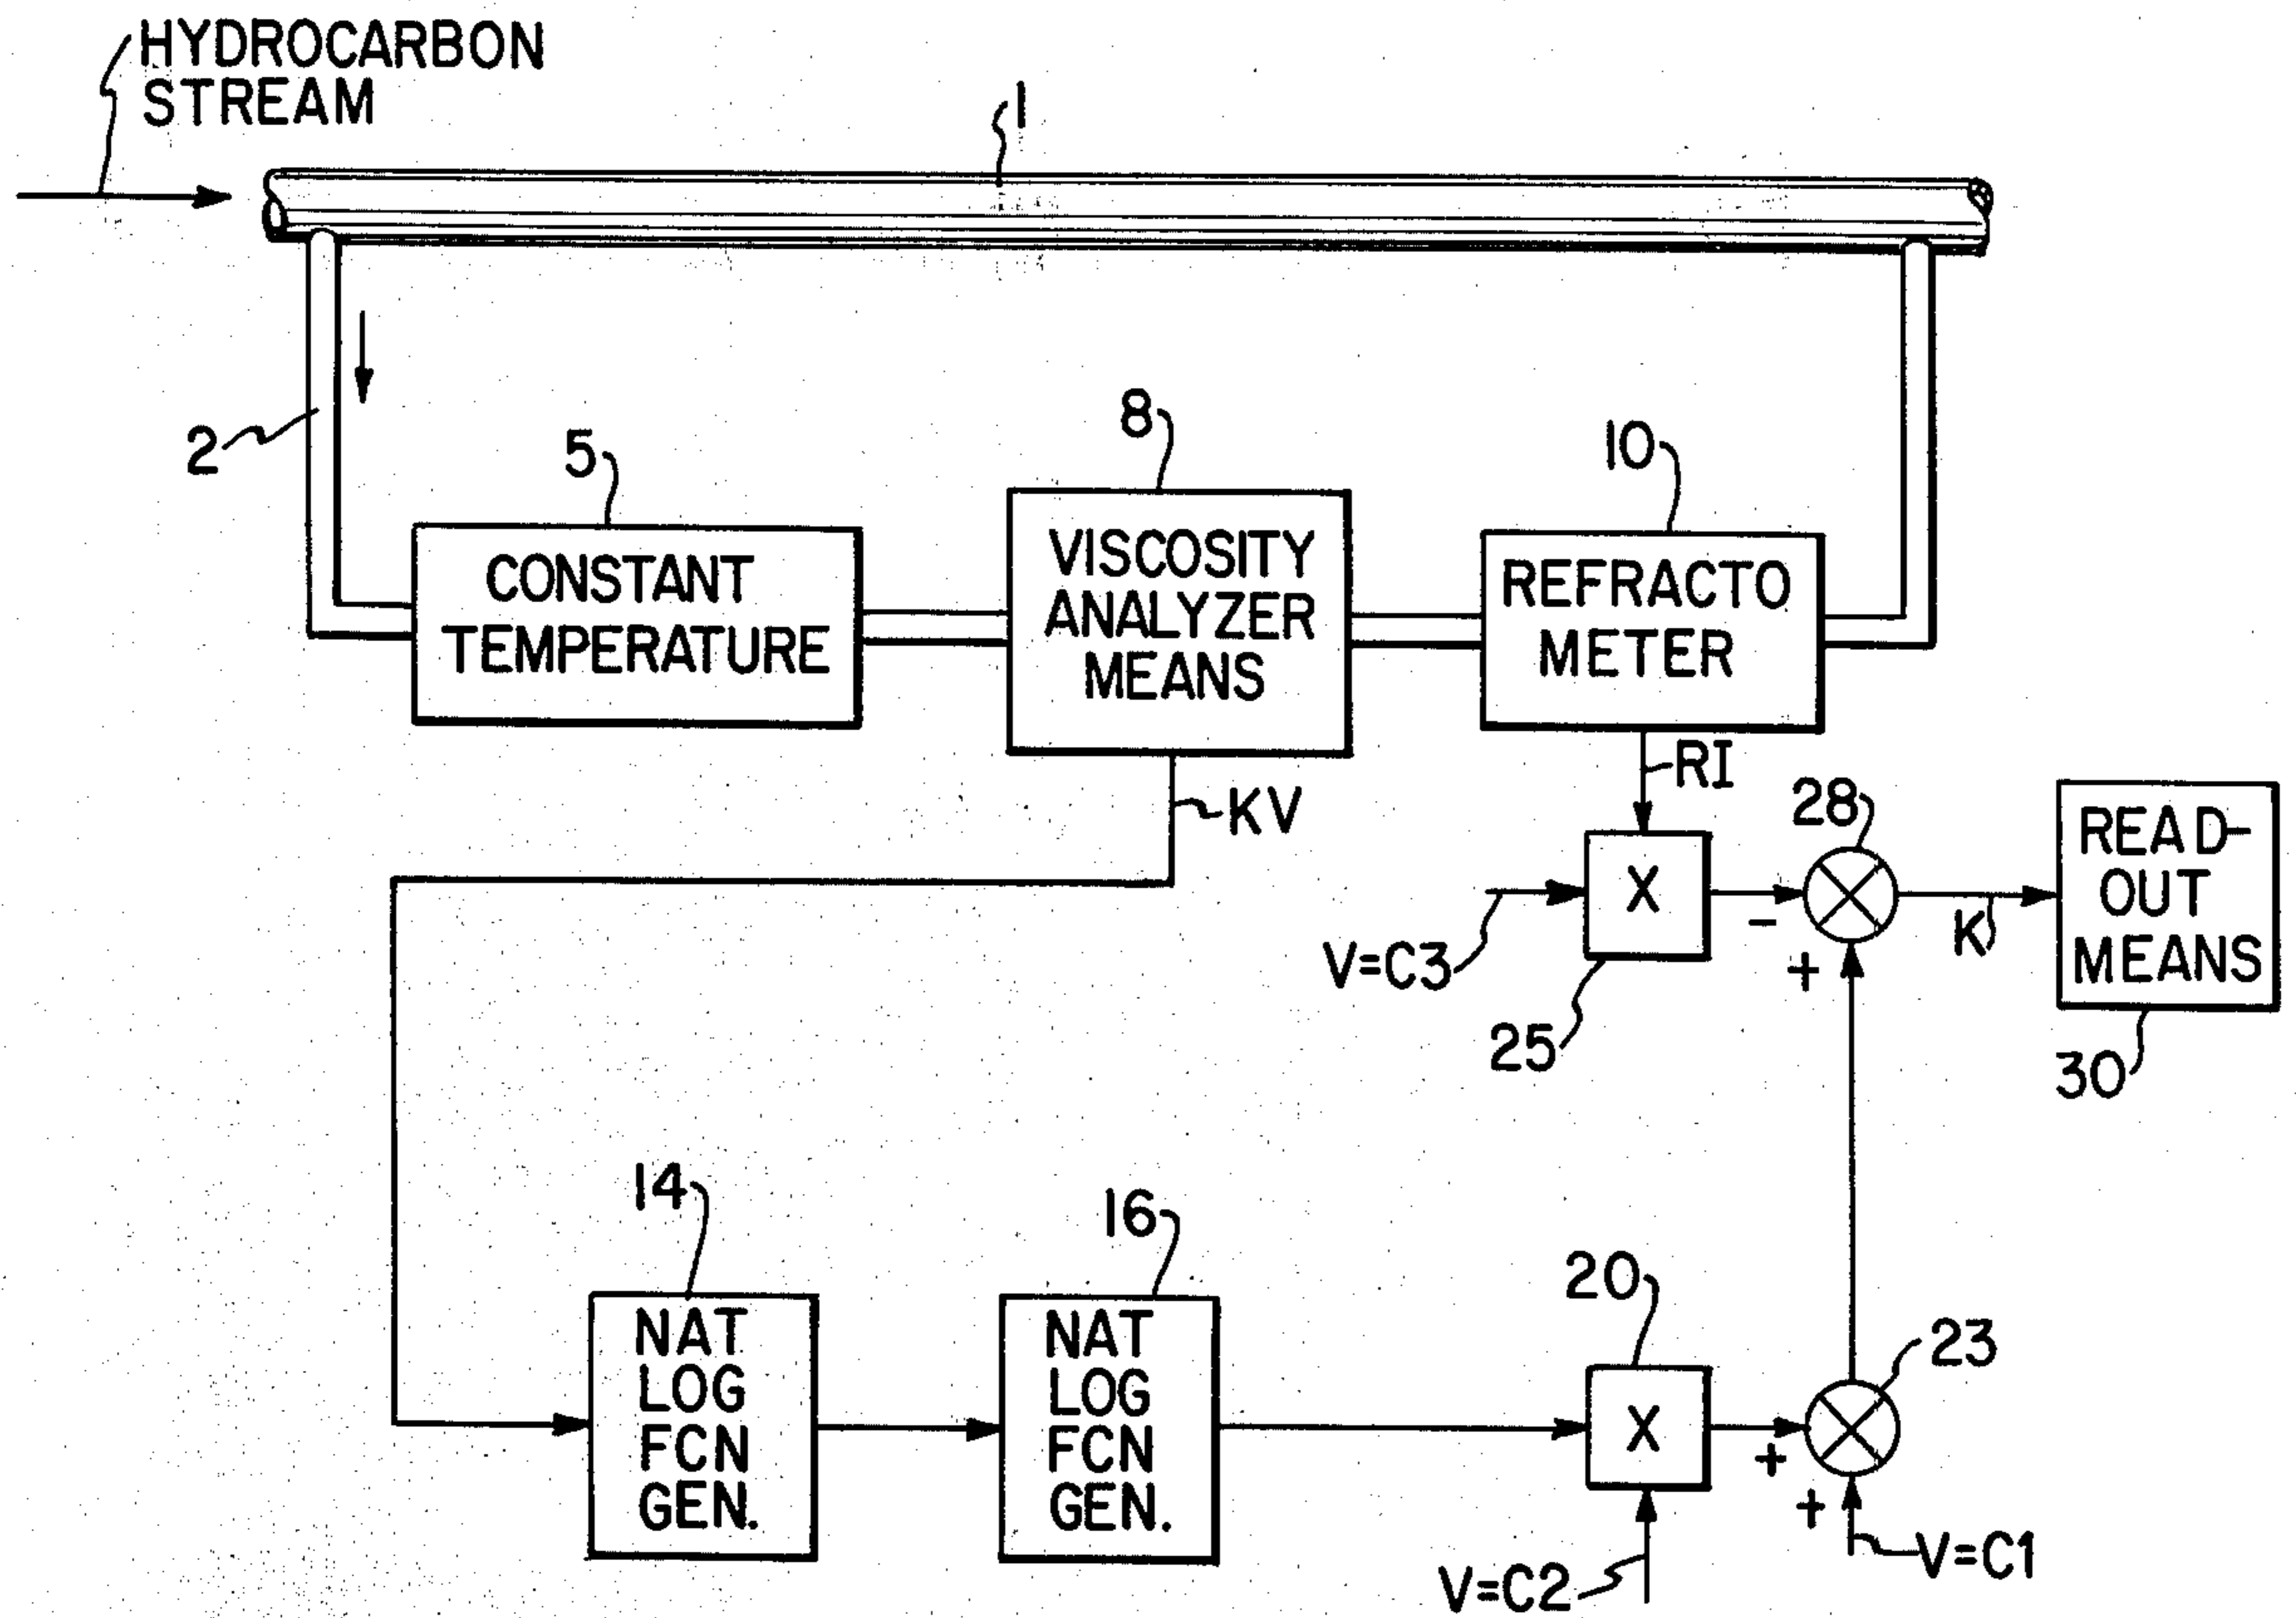 HYDROCARBON
STREAM
1
2
5
8
10
CONSTANT
TEMPERATURE
VISCOSITY
ANALYZER
MEANS
REFRACTO
METER
RI
KV
28
READ-
OUT
MEANS
X
-
+
K
V=C3
25
30
14
16
20
23
NAT
LOG
FCN
GEN.
NAT
LOG
FCN
GEN.
X
+
+
V=C2
V=C1